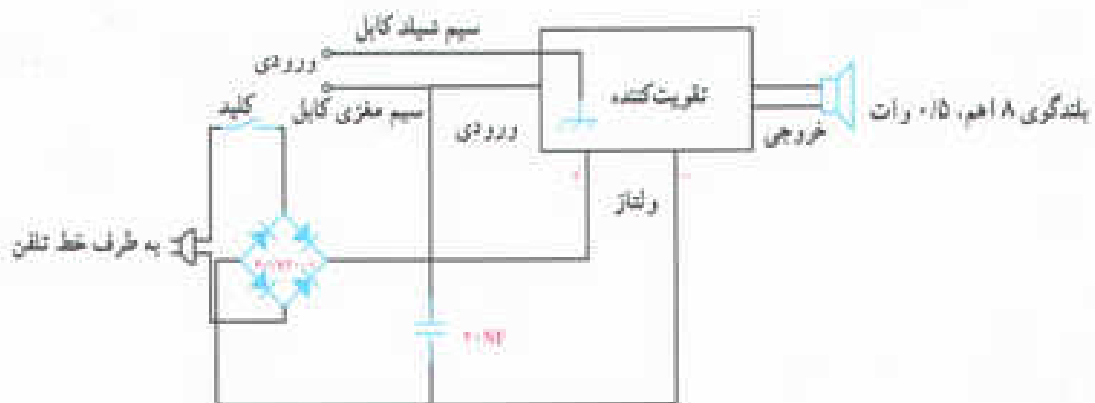 سیم شیلد کابل
ورودی
سیم مغزی کابل
کلید
ورودی
تقویت‌کننده
خروجی
بلندگوی ۸ اهم، ۰/۵ وات
ولتاژ
به طرف خط تلفن